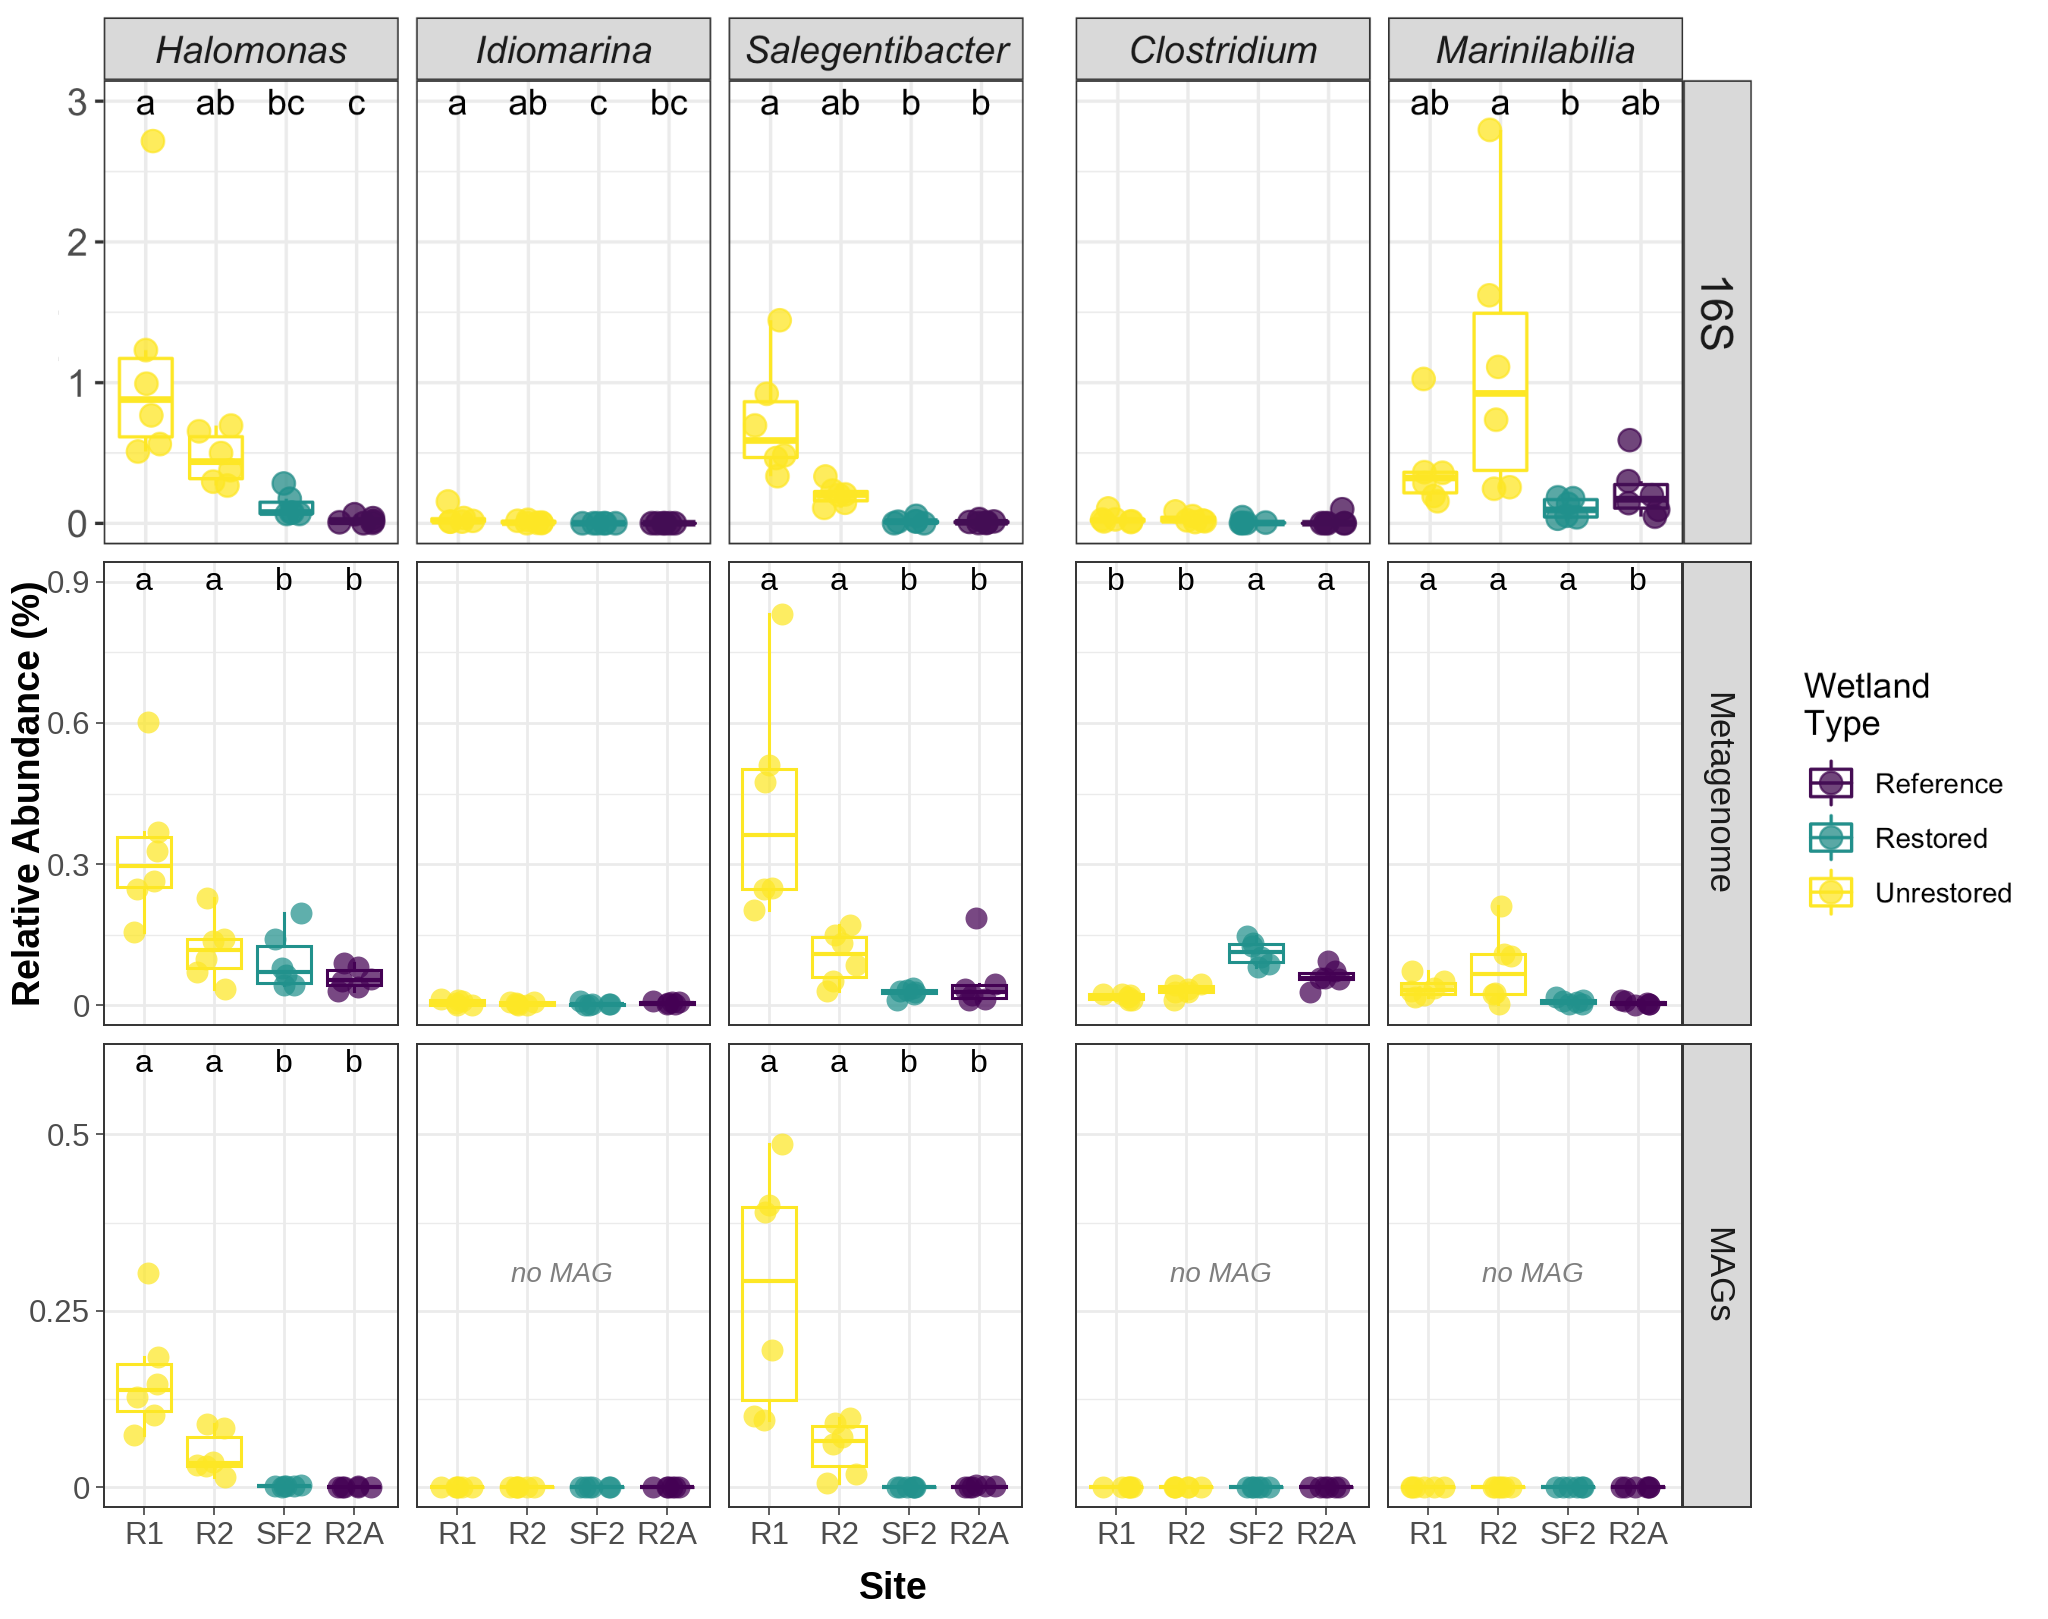 Halomonas Idiomarina Salegentibacter Clostridium Marinilabilia
3 a ab bc c a ab c bc a ab b b ab a b ab
2
1
0
16S
0.9 a a b b a a b b b b a a a a a b
0.6
0.3
0
Metagenome
a a b b a a b b
0.5
no MAG no MAG no MAG
0.25
0
MAGs
R1 R2 SF2 R2A R1 R2 SF2 R2A R1 R2 SF2 R2A R1 R2 SF2 R2A R1 R2 SF2 R2A
Site
Relative Abundance (%)
Wetland
Type
Reference
Restored
Unrestored